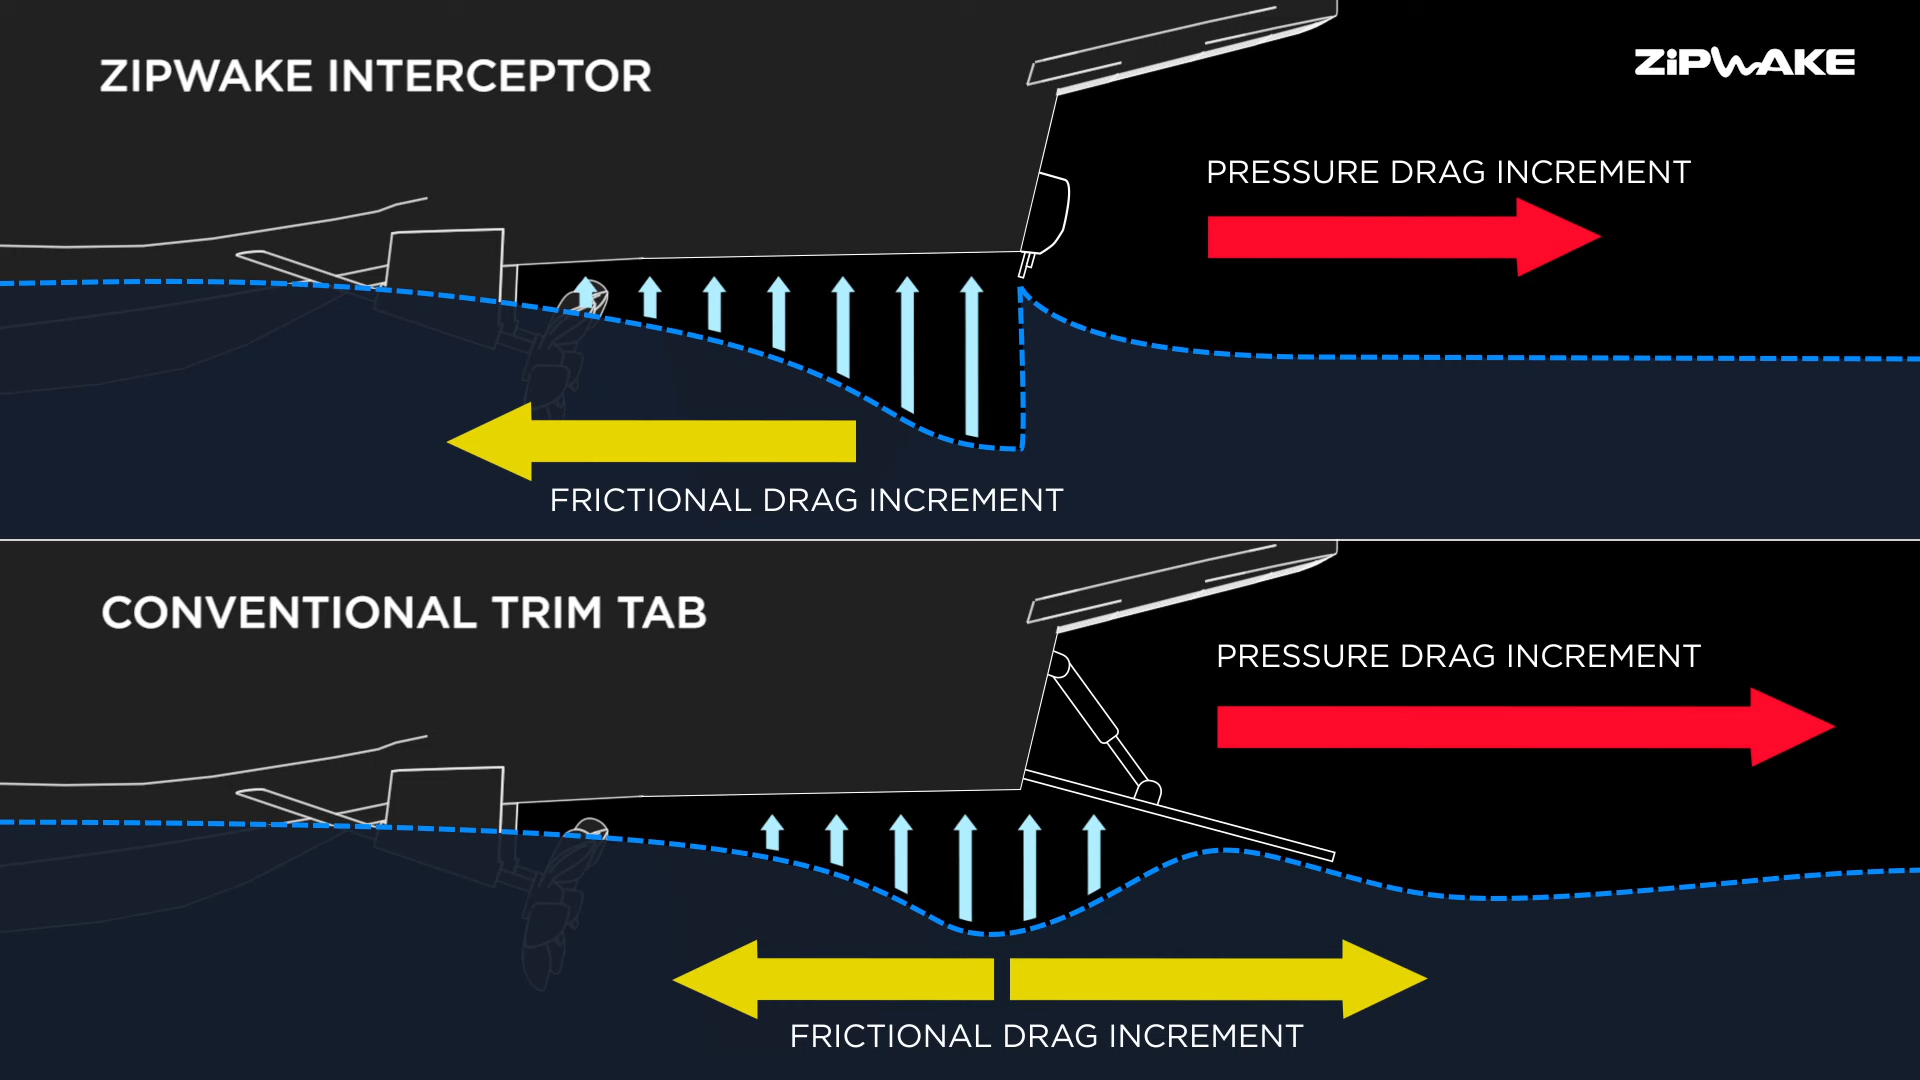 ZIPWAKE INTERCEPTOR
ZIPWAKE
PRESSURE DRAG INCREMENT
FRICTIONAL DRAG INCREMENT
CONVENTIONAL TRIM TAB
PRESSURE DRAG INCREMENT
FRICTIONAL DRAG INCREMENT